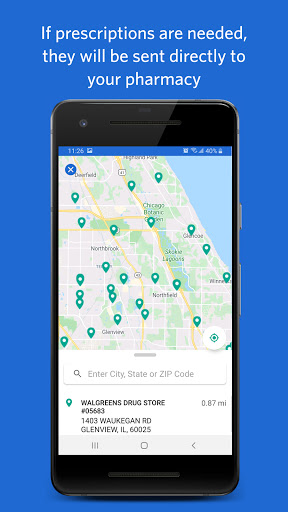 If prescriptions are needed,
they will be sent directly to
your pharmacy
11:26
40%
Highland Park
Deerfield
Chicago
Botanic
Garden
Glencoe
Northbrook
Skokie
Lagoons
43
Winne
Northfield
Glenview
Enter City, State or ZIP Code
WALGREENS DRUG STORE
0.87 mi
#05683
1403 WAUKEGAN RD
GLENVIEW, IL, 60025